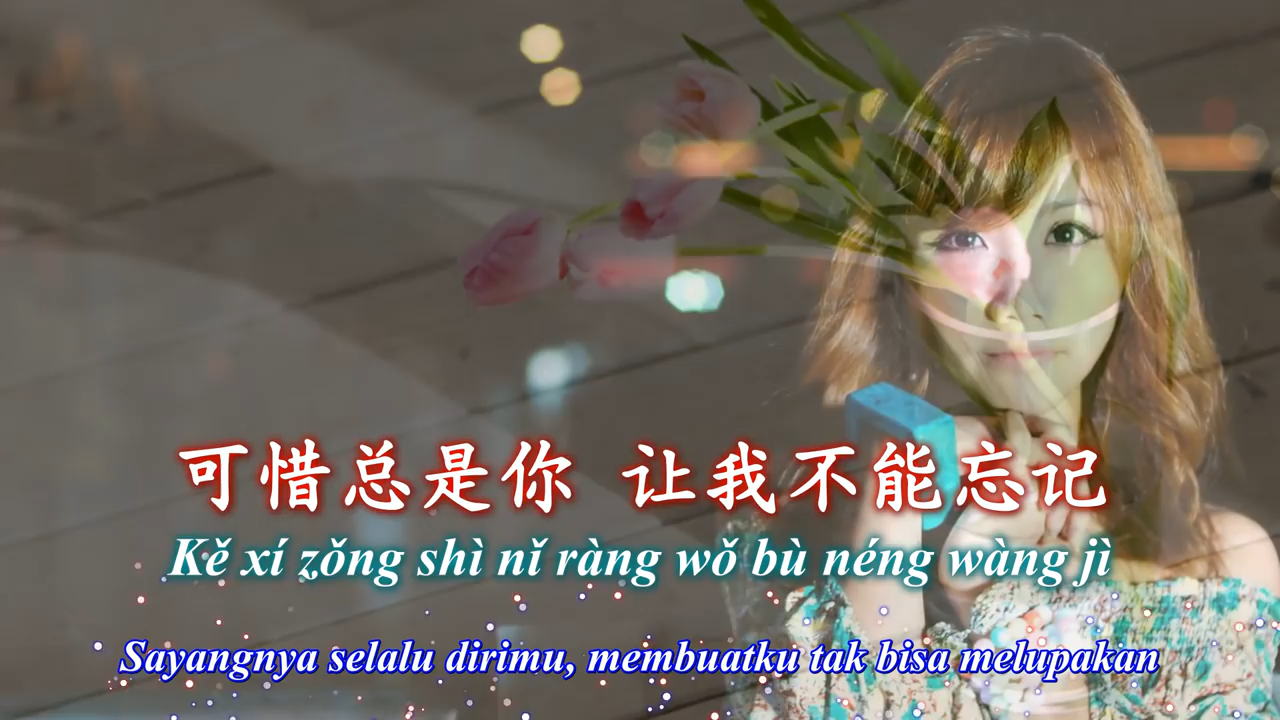 可惜总是你 让我不能忘记
Kě xí zǒng shì nǐ ràng wǒ bù néng wàng jì
Sayangnya selalu dirimu, membuatku tak bisa melupakan